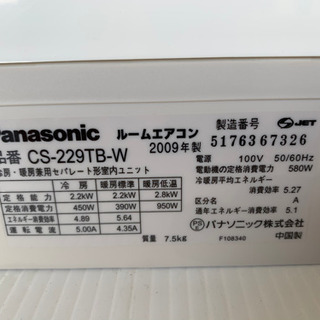 Panasonic ルームエアコン 製造番号 JET
品番 CS-229TB-W 2009年製 5176367326
冷房・暖房兼用セパレート形室内ユニット 電源 100V 50/60Hz
電動機の定格消費電力 580W
冷房 暖房標準 暖房低温 冷暖房平均エネルギー
定格能力 2.2kW 2.2kW 2.8kW 消費効率 5.27
定格消費電力 450W 390W 950W 区分名 A
エネルギー消費効率 4.89 5.64 通年エネルギー消費効率 5.1
運転電流 5.00A 4.35A PS E パナソニック株式会社
質量 7.5kg F108340 中国製